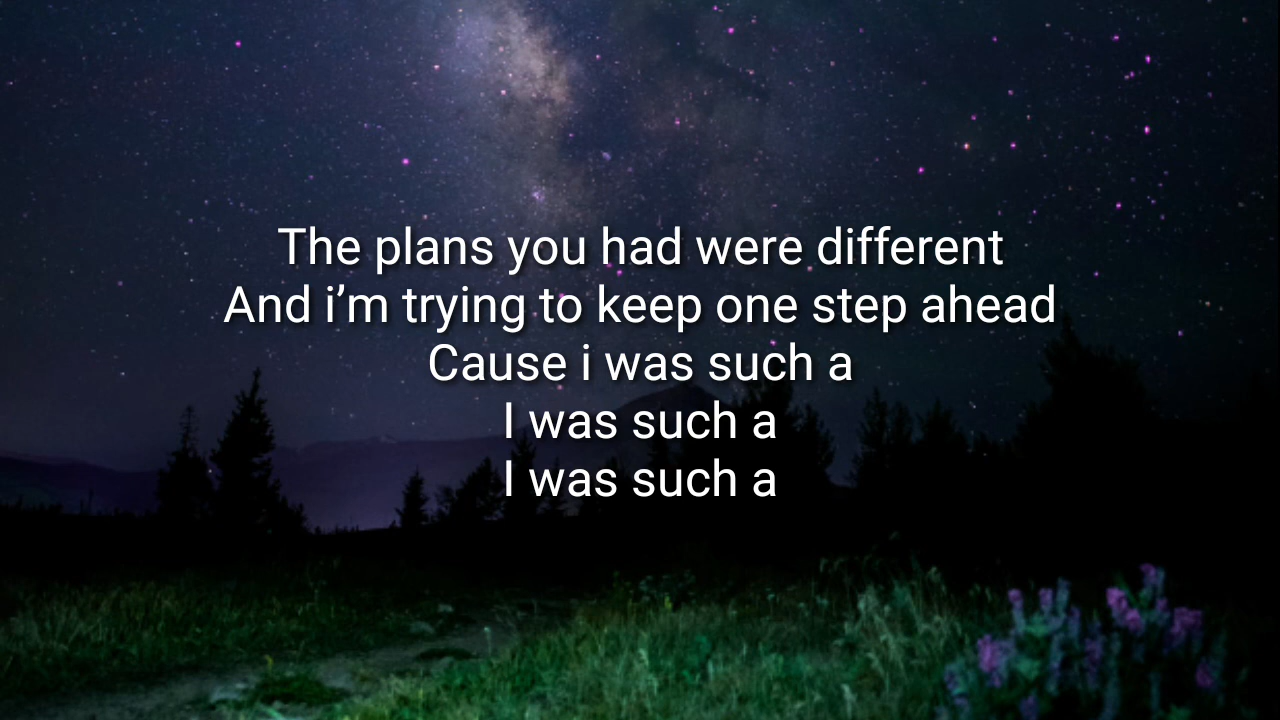 The plans you had were different
And i’m trying to keep one step ahead
Cause i was such a
I was such a
I was such a